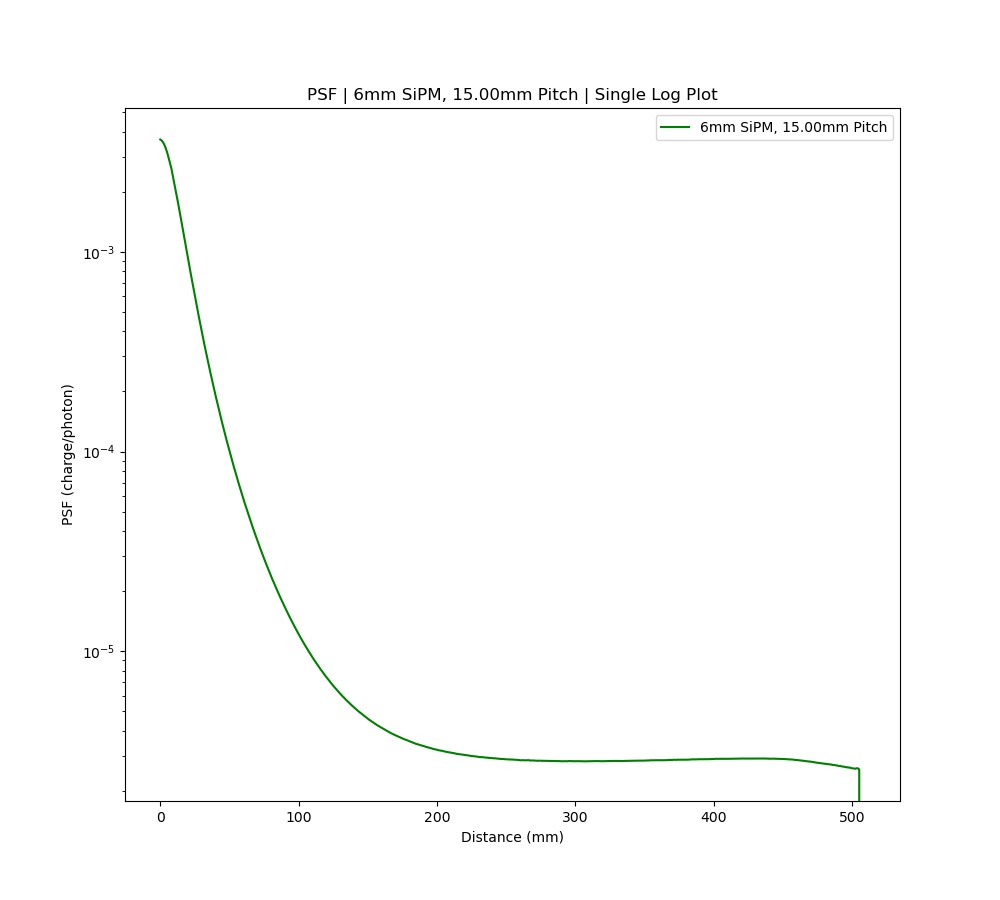 PSF | 6mm SiPM, 15.00mm Pitch | Single Log Plot
6mm SiPM, 15.00mm Pitch
PSF (charge/photon)
10⁻³
10⁻⁴
10⁻⁵
0 100 200 300 400 500
Distance (mm)